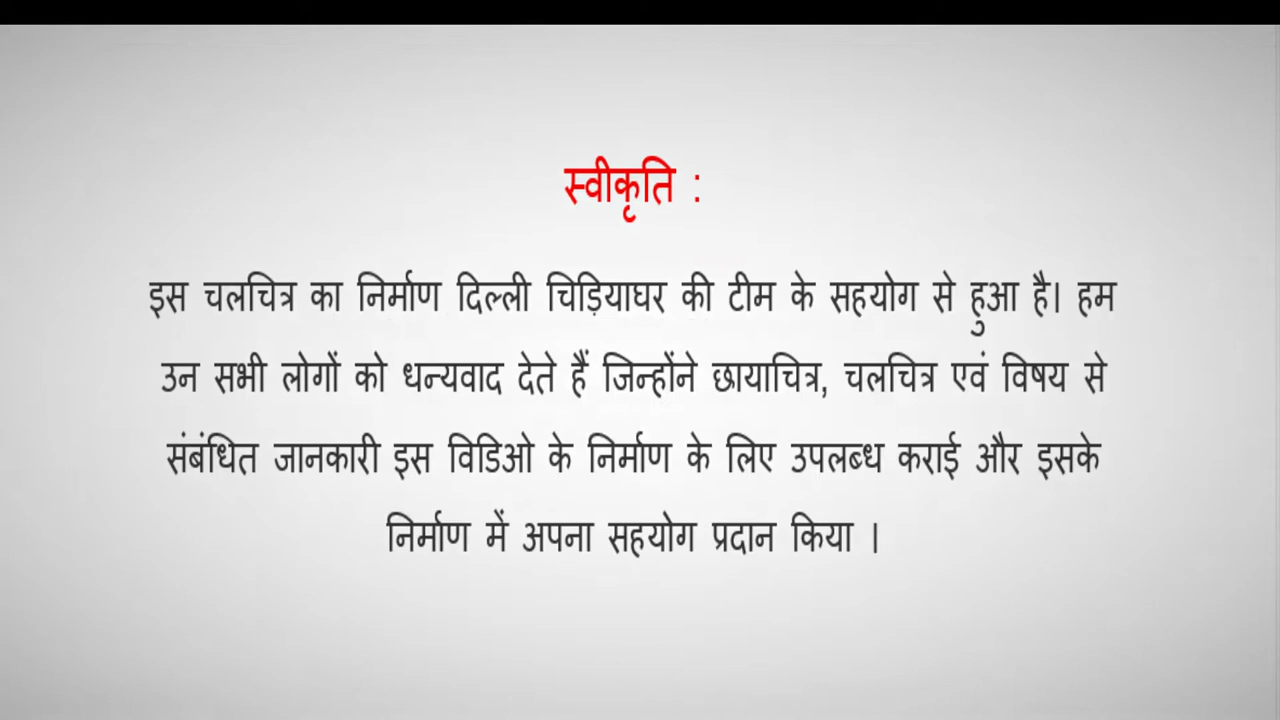 स्वीकृति :
इस चलचित्र का निर्माण दिल्ली चिड़ियाघर की टीम के सहयोग से हुआ है। हम
उन सभी लोगों को धन्यवाद देते हैं जिन्होंने छायाचित्र, चलचित्र एवं विषय से
संबंधित जानकारी इस विडिओ के निर्माण के लिए उपलब्ध कराई और इसके
निर्माण में अपना सहयोग प्रदान किया ।